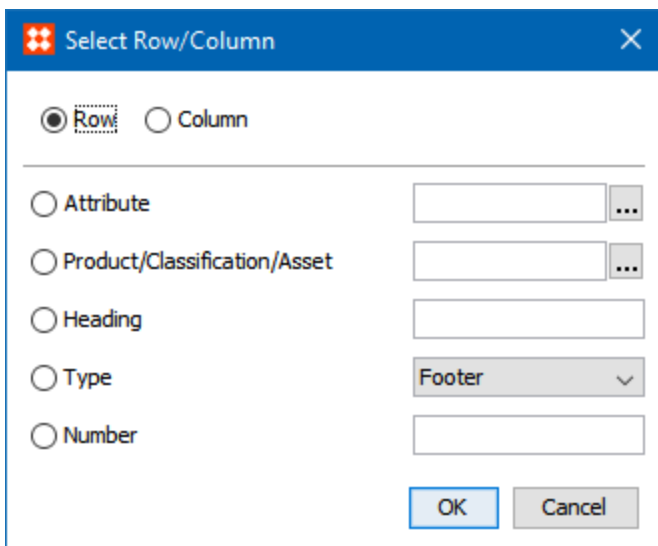 Select Row/Column
Row Column
Attribute ...
Product/Classification/Asset ...
Heading
Type Footer
Number
OK Cancel